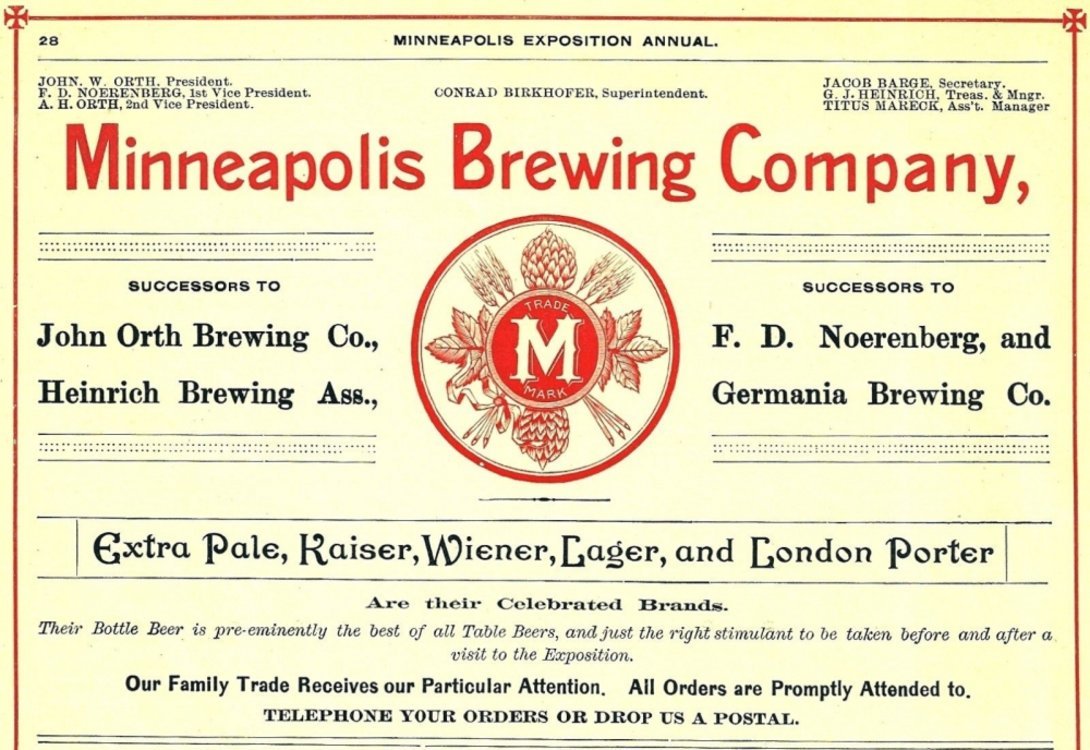 28
MINNEAPOLIS EXPOSITION ANNUAL.
JOHN. W. ORTH, President.
F. D. NOERENBERG, 1st Vice President.
A. H. ORTH, 2nd Vice President.
CONRAD BIRKHOFER, Superintendent.
JACOB BARGE, Secretary.
G. J. HEINRICH, Treas. & Mngr.
TITUS MARECK, Ass't. Manager
Minneapolis Brewing Company,
SUCCESSORS TO
John Orth Brewing Co.,
Heinrich Brewing Ass.,
TRADE
M
MARK
SUCCESSORS TO
F. D. Noerenberg, and
Germania Brewing Co.
Extra Pale, Kaiser, Wiener, Lager, and London Porter
Are their Celebrated Brands.
Their Bottle Beer is pre-eminently the best of all Table Beers, and just the right stimulant to be taken before and after a
visit to the Exposition.
Our Family Trade Receives our Particular Attention. All Orders are Promptly Attended to.
TELEPHONE YOUR ORDERS OR DROP US A POSTAL.